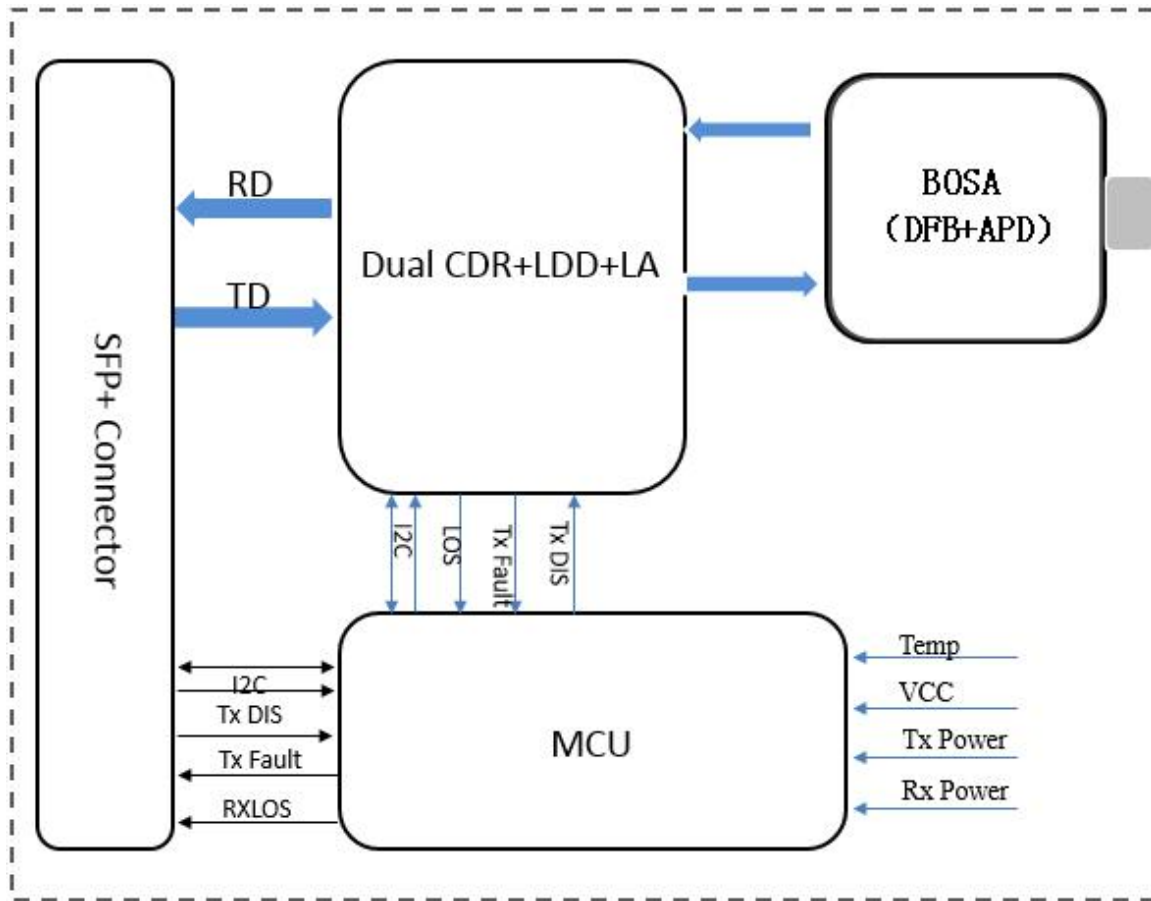 RD
TD
SFP+ Connector
Dual CDR+LDD+LA
BOSA
(DFB+APD)
I2C
LOS
Tx Fault
Tx DIS
I2C
Tx DIS
Tx Fault
RXLOS
MCU
Temp
VCC
Tx Power
Rx Power